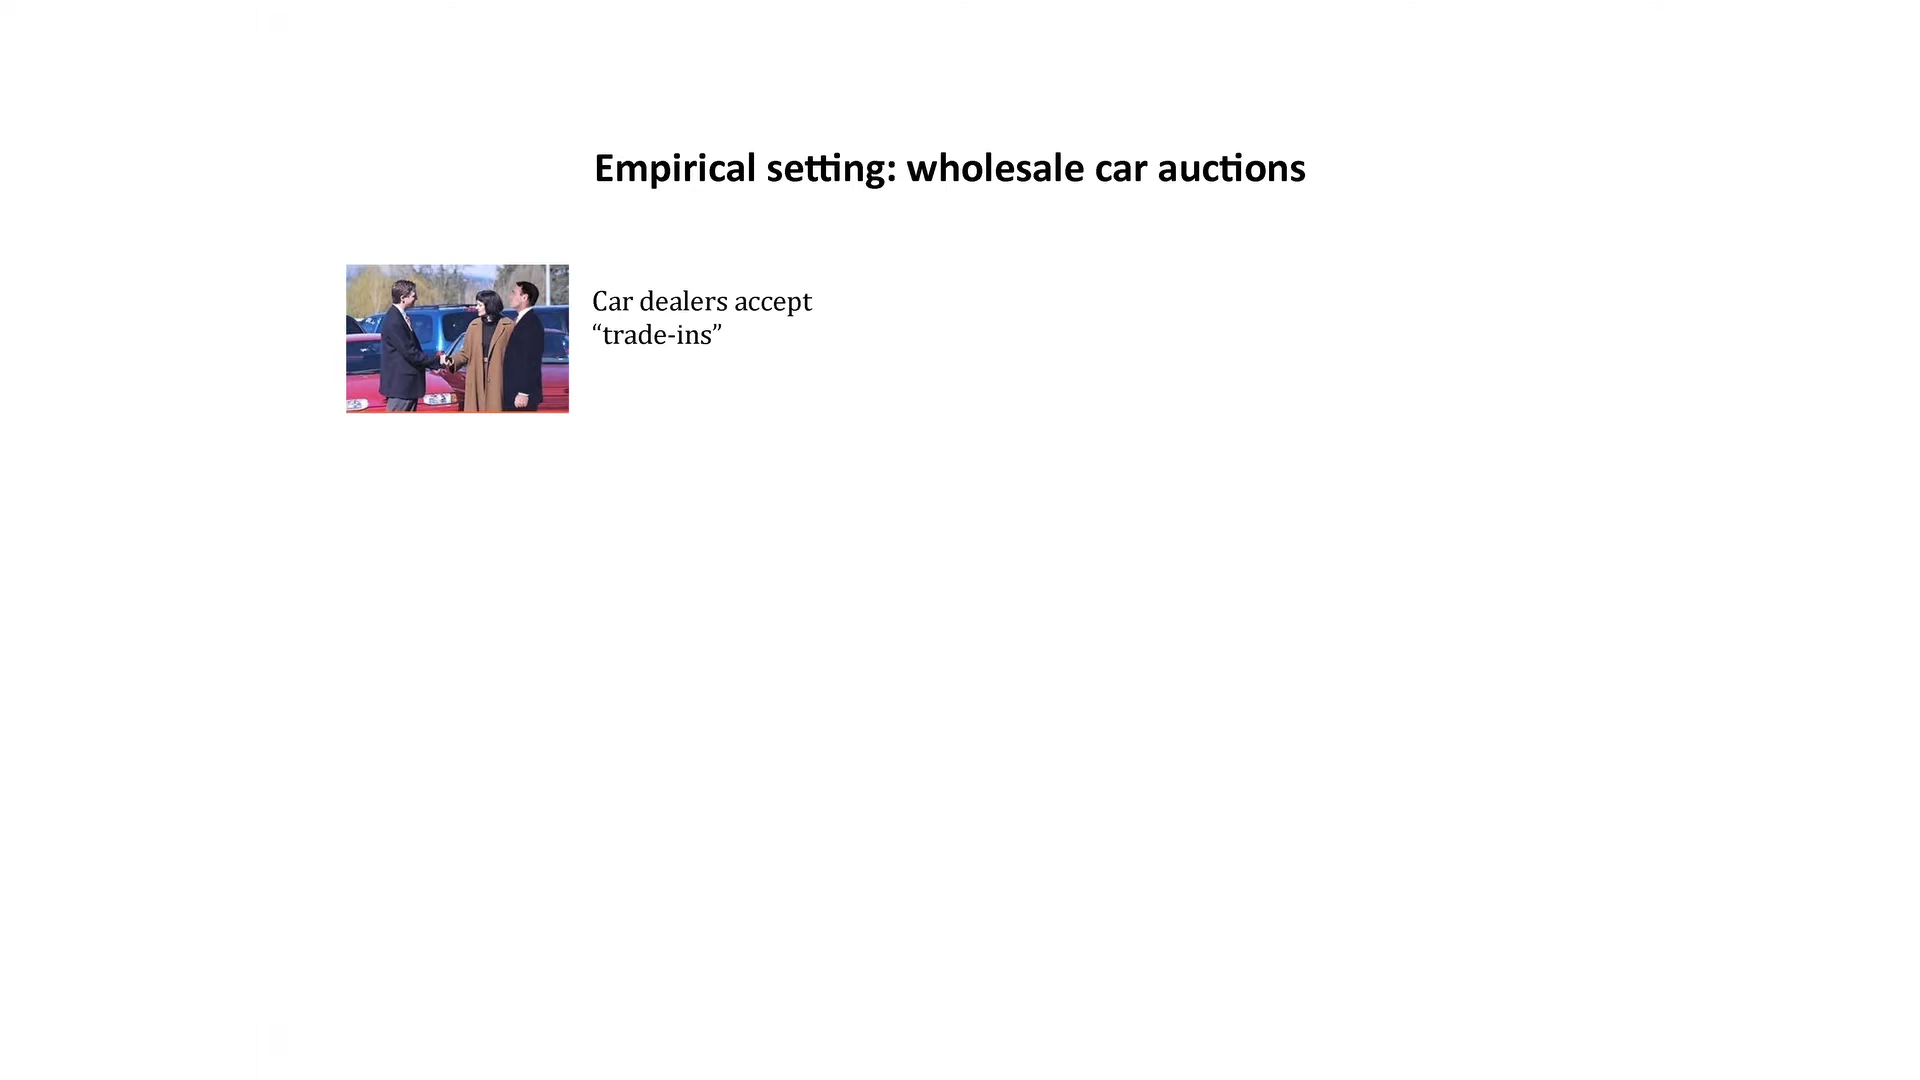 Empirical setting: wholesale car auctions
Car dealers accept
“trade-ins”